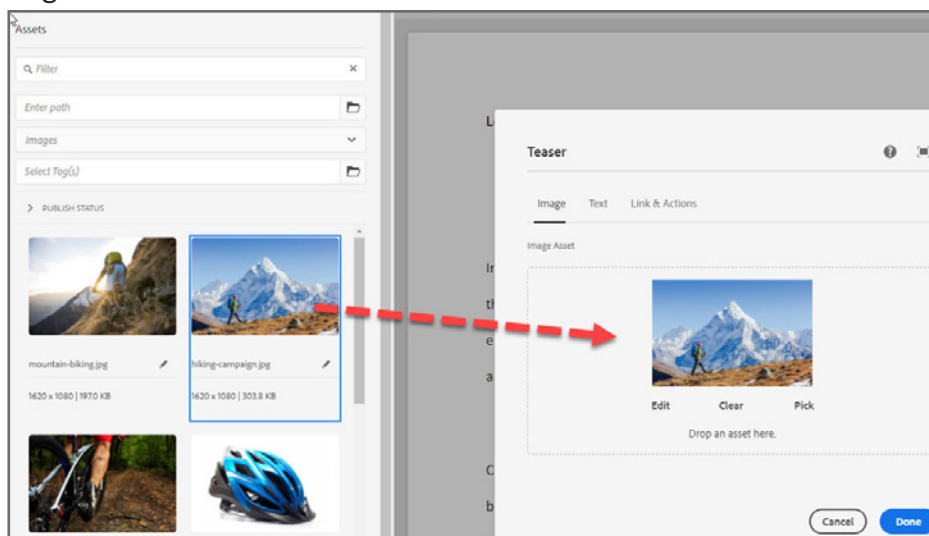 Assets
Filter
Enter path
Images
Select Tag(s)
PUBLISH STATUS
mountain-biking.jpg
1620 x 1080 | 197.0 KB
hiking-campaign.jpg
1620 x 1080 | 303.8 KB
Teaser
Image Text Link & Actions
Image Asset
Edit Clear Pick
Drop an asset here.
Cancel Done